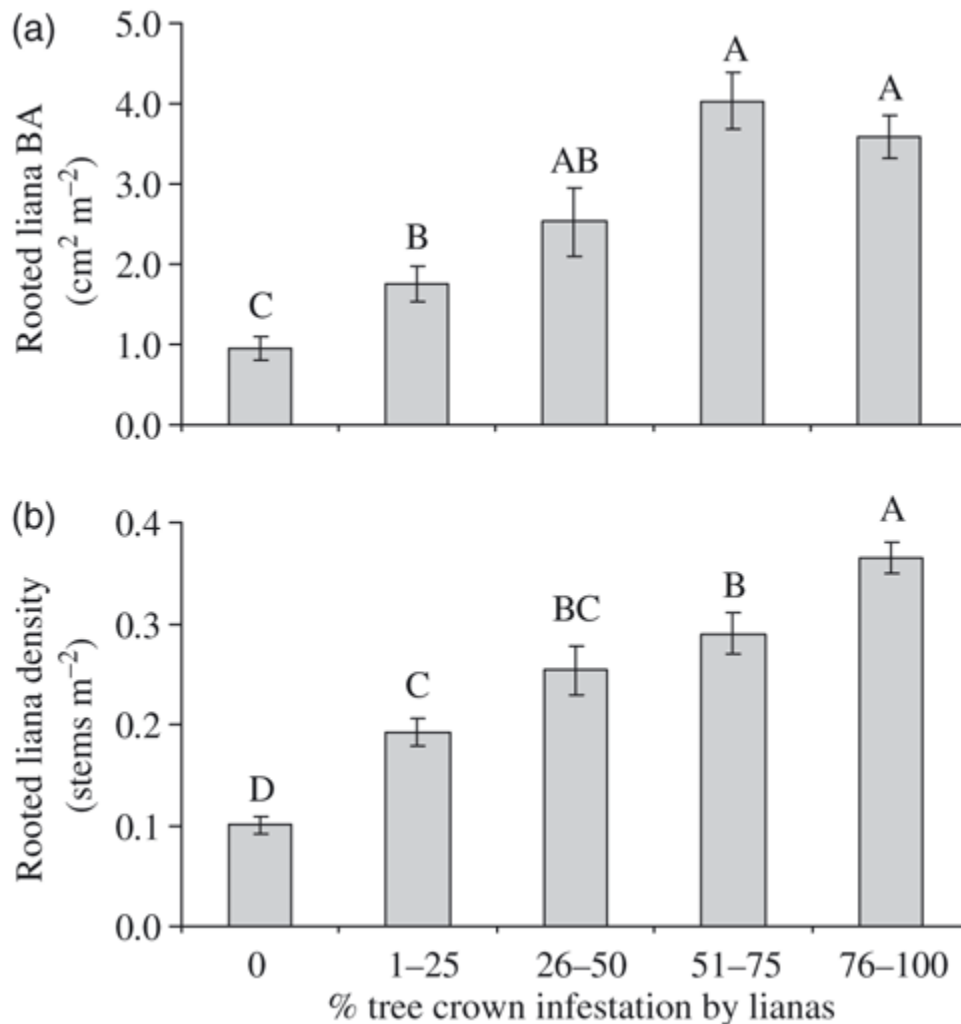 (a)
Rooted liana BA
(cm² m⁻²)
5.0
4.0
3.0
2.0
1.0
0.0
C
B
AB
A
A
(b)
Rooted liana density
(stems m⁻²)
0.4
0.3
0.2
0.1
0.0
D
C
BC
B
A
0 1–25 26–50 51–75 76–100
% tree crown infestation by lianas